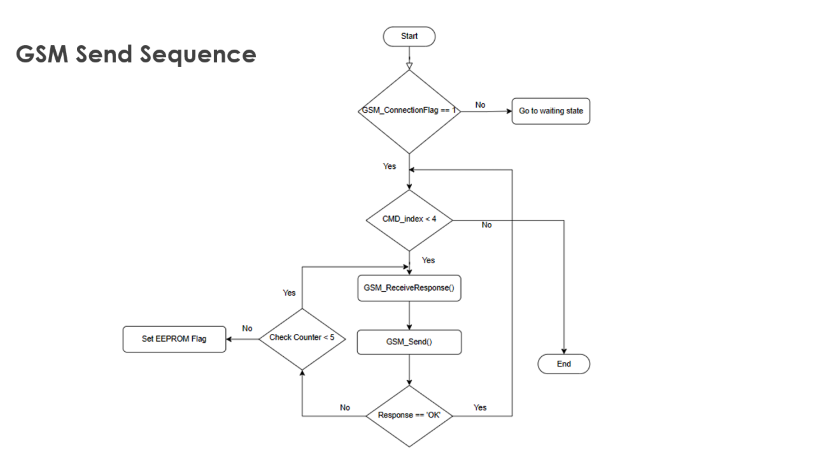 GSM Send Sequence
Start
GSM_ConnectionFlag == 1
No
Go to waiting state
Yes
CMD_index < 4
No
Yes
GSM_ReceiveResponse()
Yes
No
Check Counter < 5
Set EEPROM Flag
GSM_Send()
End
No
Yes
Response == 'OK'